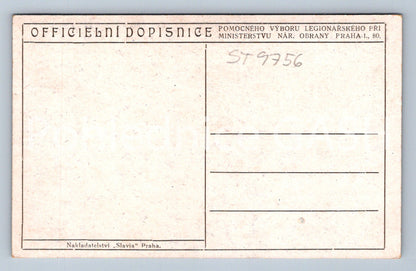 OFFICIELNÍ DOPISNICE
POMOCNÉHO VÝBORU LEGIONÁŘSKÉHO PŘI
MINISTERSTVU NÁR. OBRANY PRAHA-I., 80.
ST 9756
Nakladatelství „Slavia" Praha.